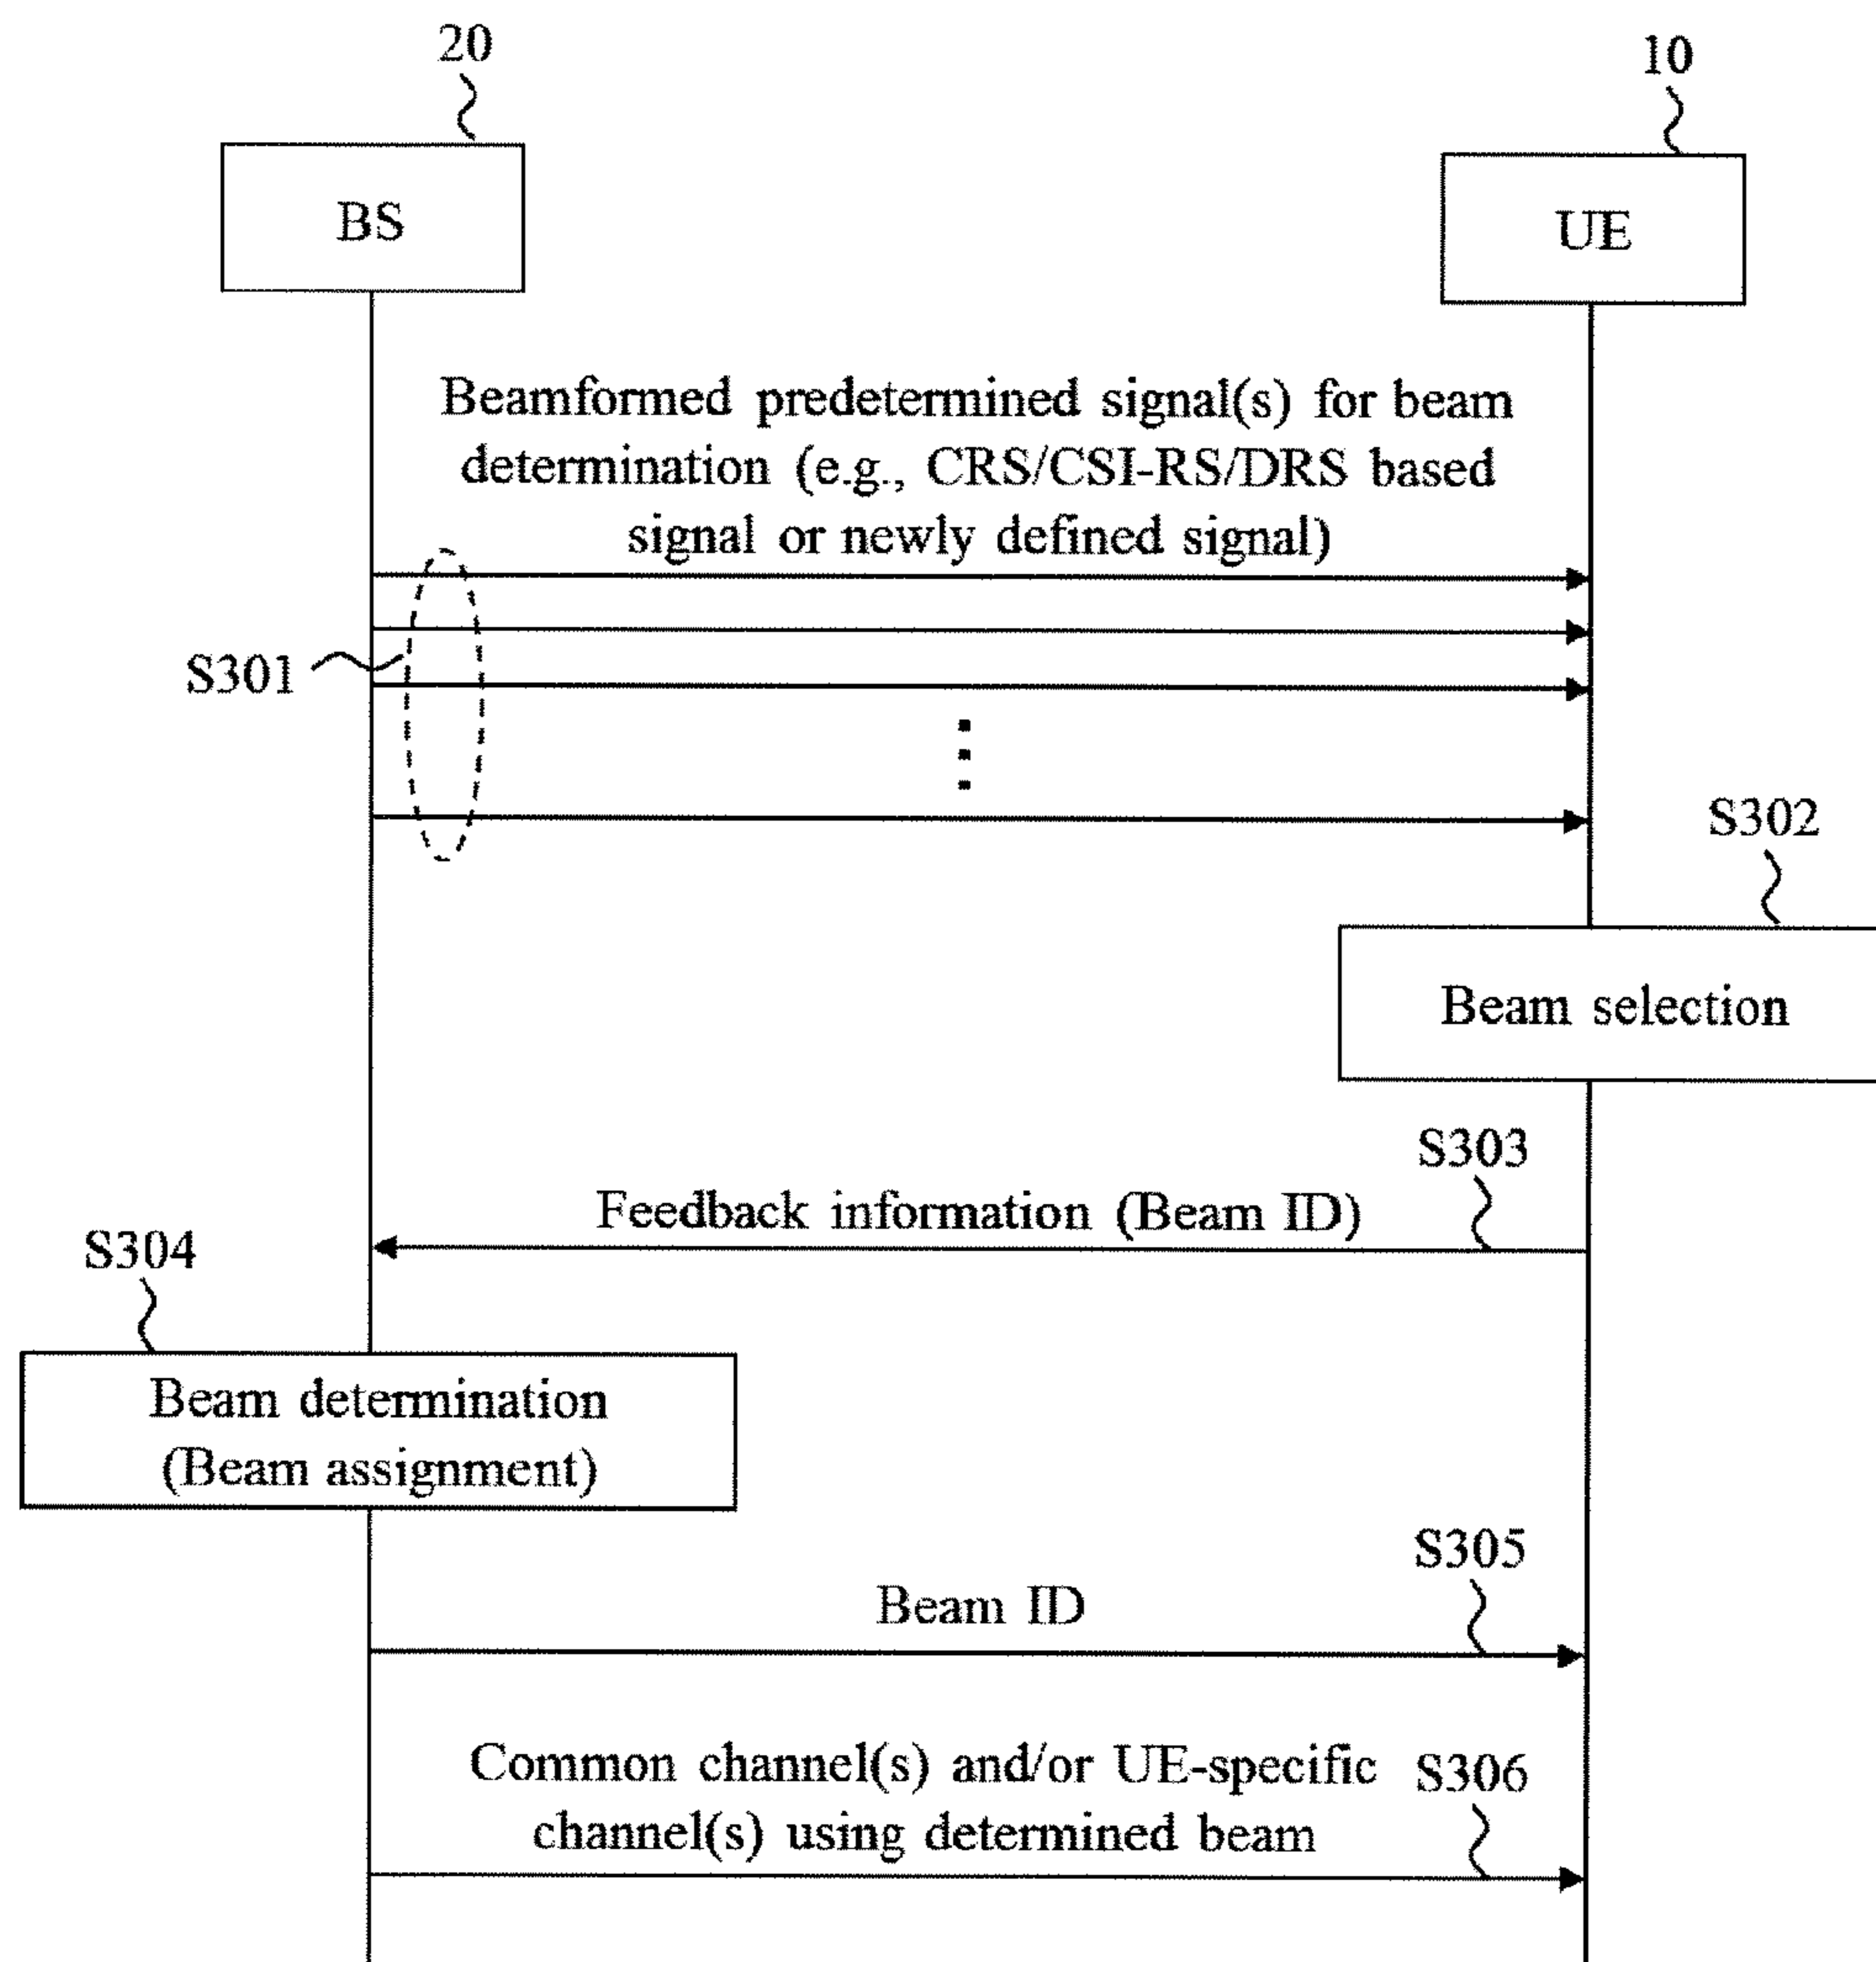 20
10
BS
UE
Beamformed predetermined signal(s) for beam
determination (e.g., CRS/CSI-RS/DRS based
signal or newly defined signal)
S301
S302
Beam selection
S303
Feedback information (Beam ID)
S304
Beam determination
(Beam assignment)
S305
Beam ID
Common channel(s) and/or UE-specific
S306
channel(s) using determined beam